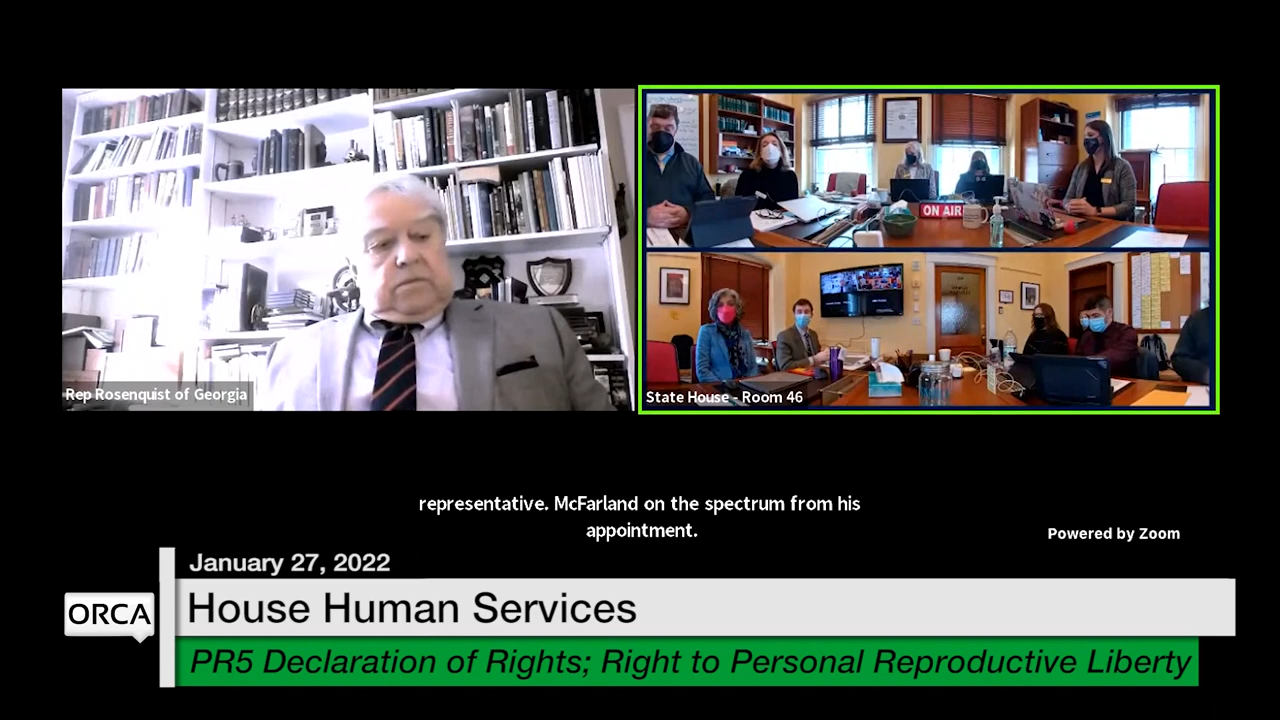 ON AIR
Rep Rosenquist of Georgia
State House - Room 46
representative. McFarland on the spectrum from his
appointment.
Powered by Zoom
January 27, 2022
ORCA
House Human Services
PR5 Declaration of Rights; Right to Personal Reproductive Liberty